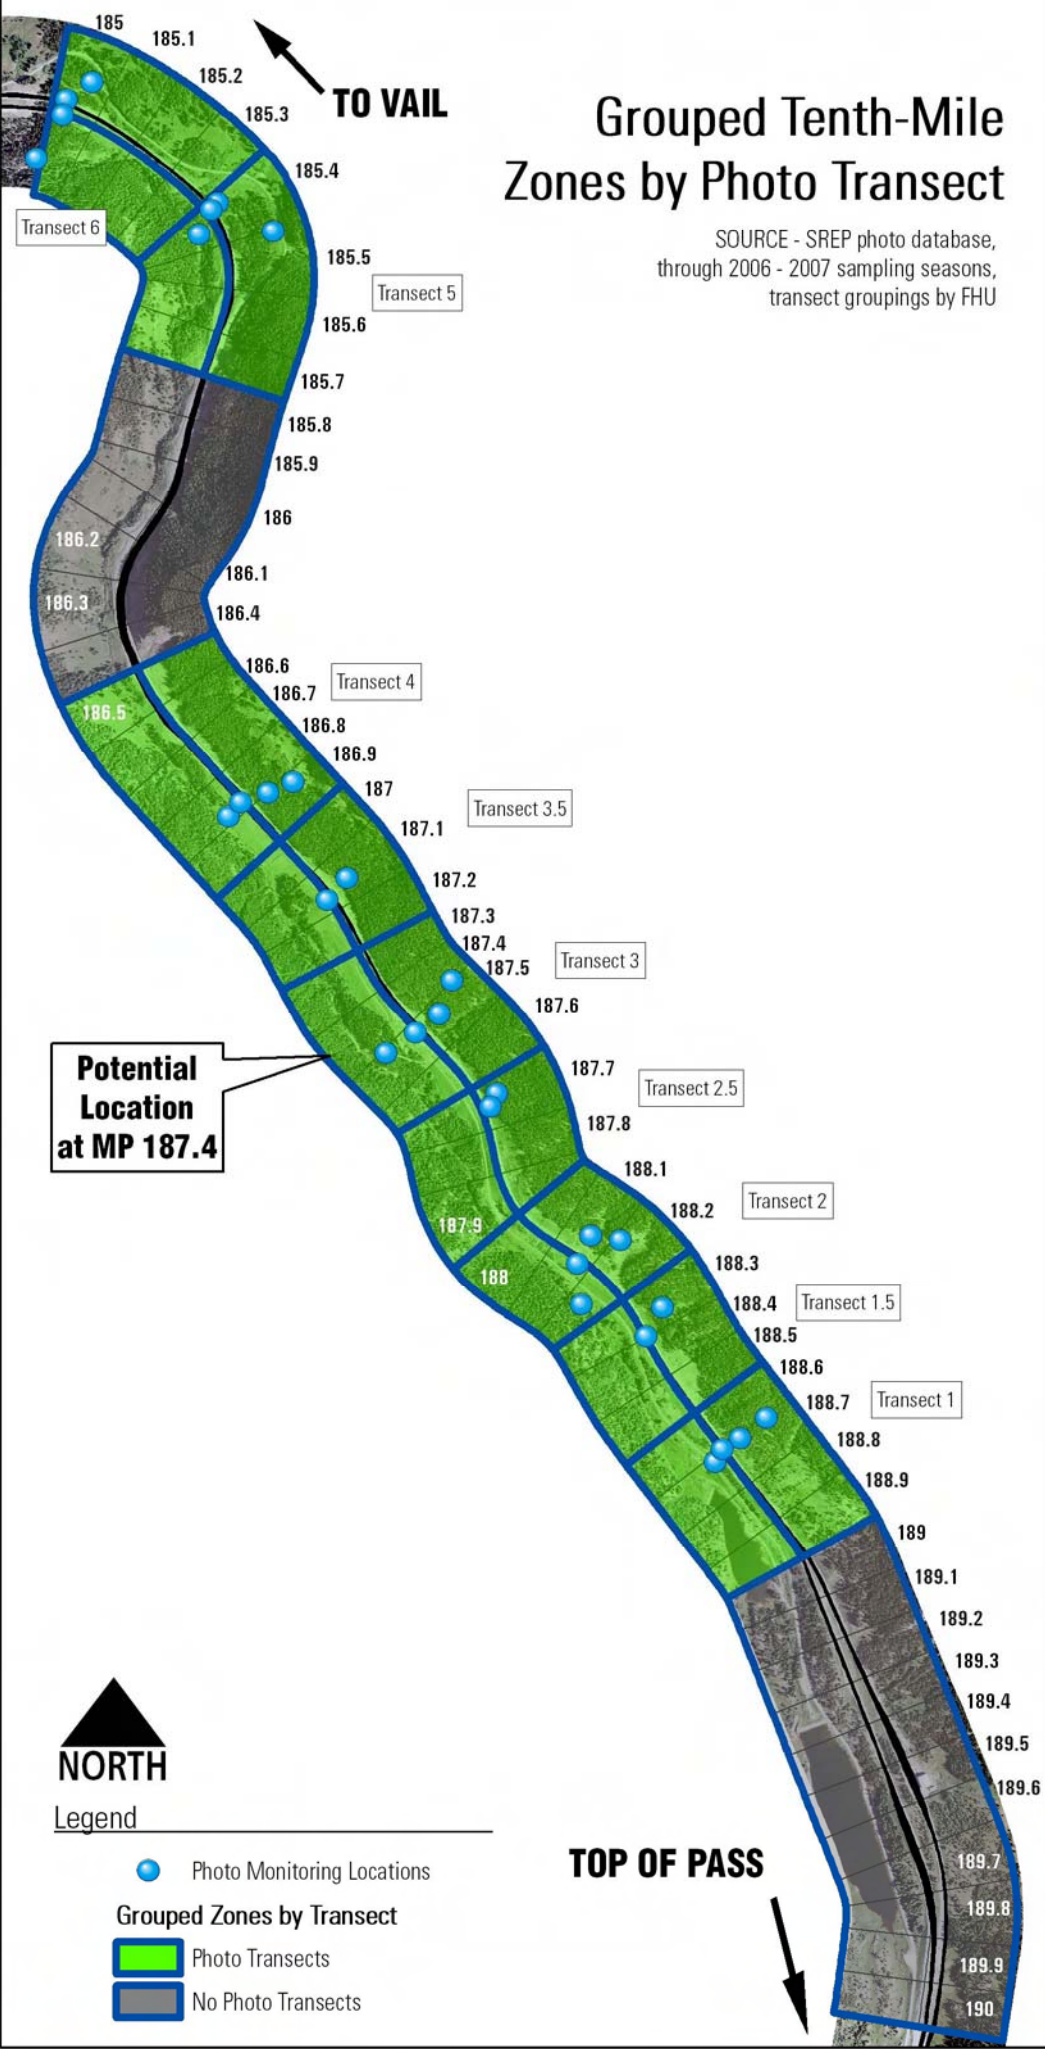 185
185.1
TO VAIL
185.2
185.3
Grouped Tenth-Mile
Zones by Photo Transect
SOURCE - SREP photo database,
through 2006 - 2007 sampling seasons,
transect groupings by FHU
185.4
Transect 6
185.5
Transect 5
185.6
185.7
185.8
185.9
186
186.2
186.1
186.3
186.4
186.6
Transect 4
186.7
186.5
186.8
186.9
187
Transect 3.5
187.1
187.2
187.3
187.4
Transect 3
187.5
187.6
Potential
Location
at MP 187.4
187.7
Transect 2.5
187.8
188.1
Transect 2
188.2
187.9
188.3
188
188.4
Transect 1.5
188.5
188.6
188.7
Transect 1
188.8
188.9
189
189.1
189.2
189.3
189.4
189.5
189.6
NORTH
Legend
TOP OF PASS
189.7
Photo Monitoring Locations
189.8
Grouped Zones by Transect
Photo Transects
189.9
No Photo Transects
190